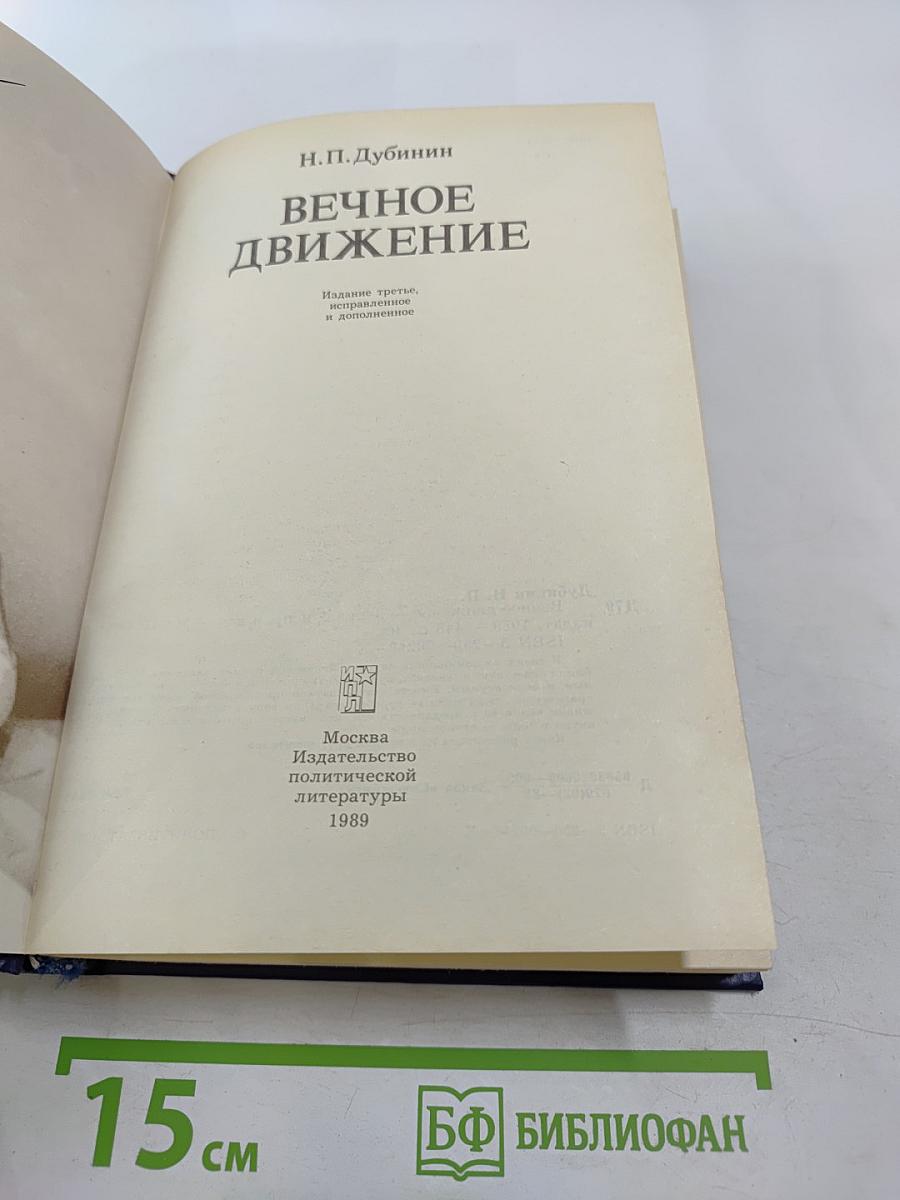 Н. П. Дубинин
ВЕЧНОЕ
ДВИЖЕНИЕ
Издание третье,
исправленное
и дополненное
Москва
Издательство
политической
литературы
1989
15 см
БФ БИБЛИОФАН